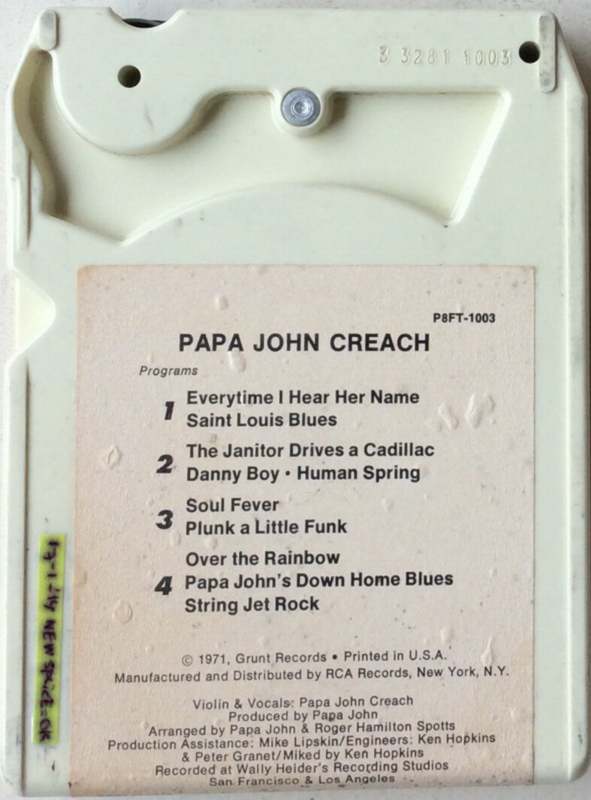 3 3281 1003
P8FT-1003
PAPA JOHN CREACH
Programs
1 Everytime I Hear Her Name
Saint Louis Blues
2 The Janitor Drives a Cadillac
Danny Boy • Human Spring
3 Soul Fever
Plunk a Little Funk
Over the Rainbow
4 Papa John's Down Home Blues
String Jet Rock
© 1971, Grunt Records • Printed in U.S.A.
Manufactured and Distributed by RCA Records, New York, N.Y.
Violin & Vocals: Papa John Creach
Produced by Papa John
Arranged by Papa John & Roger Hamilton Spotts
Production Assistance: Mike Lipskin/Engineers: Ken Hopkins
& Peter Granet/Miked by Ken Hopkins
Recorded at Wally Heider's Recording Studios
San Francisco & Los Angeles
NEW SPLICE=OK